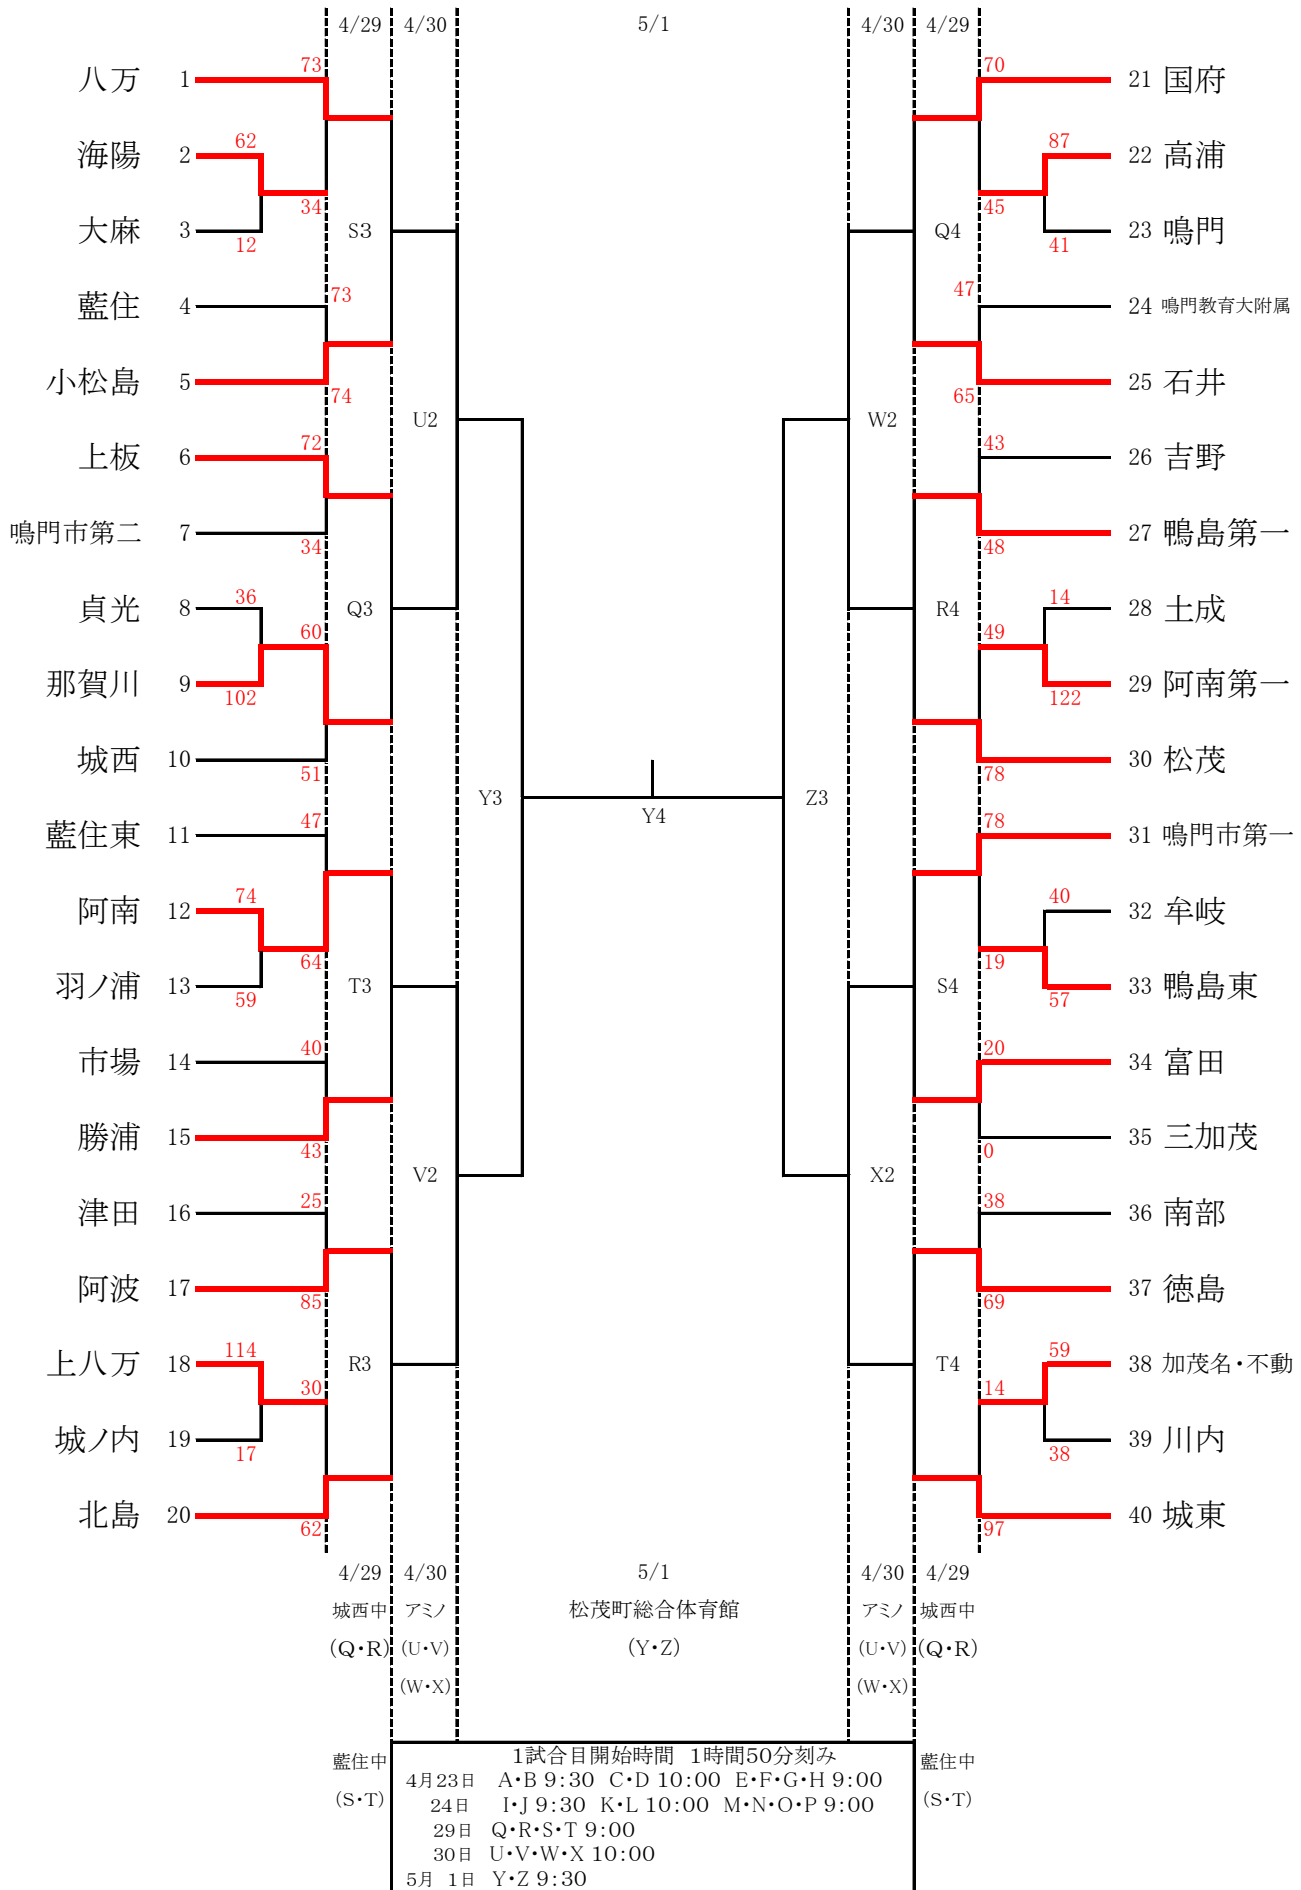 4/29 4/30 5/1 4/30 4/29
八万 1 73 70 21 国府
海陽 2 62 87 22 高浦
34 45
大麻 3 12 S3 Q4 41 23 鳴門
藍住 4 73 47 24 鳴門教育大附属
小松島 5 74 65 25 石井
U2 W2
上板 6 72 43 26 吉野
鳴門市第二 7 34 48 27 鴨島第一
貞光 8 36 Q3 R4 14 28 土成
60 49
那賀川 9 102 122 29 阿南第一
城西 10 51 78 30 松茂
Y3 Y4 Z3
藍住東 11 47 78 31 鳴門市第一
阿南 12 74 40 32 牟岐
64 19
羽ノ浦 13 59 T3 S4 57 33 鴨島東
市場 14 40 20 34 富田
勝浦 15 43 0 35 三加茂
V2 X2
津田 16 25 38 36 南部
阿波 17 85 69 37 徳島
上八万 18 114 R3 T4 59 38 加茂名・不動
30 14
城ノ内 19 17 38 39 川内
北島 20 62 97 40 城東
4/29 4/30 5/1 4/30 4/29
城西中 アミノ 松茂町総合体育館 アミノ 城西中
(Q・R) (U・V) (Y・Z) (U・V) (Q・R)
(W・X) (W・X)
藍住中 1試合目開始時間 1時間50分刻み 藍住中
4月23日 A・B 9:30 C・D 10:00 E・F・G・H 9:00
(S・T) 24日 I・J 9:30 K・L 10:00 M・N・O・P 9:00 (S・T)
29日 Q・R・S・T 9:00
30日 U・V・W・X 10:00
5月 1日 Y・Z 9:30